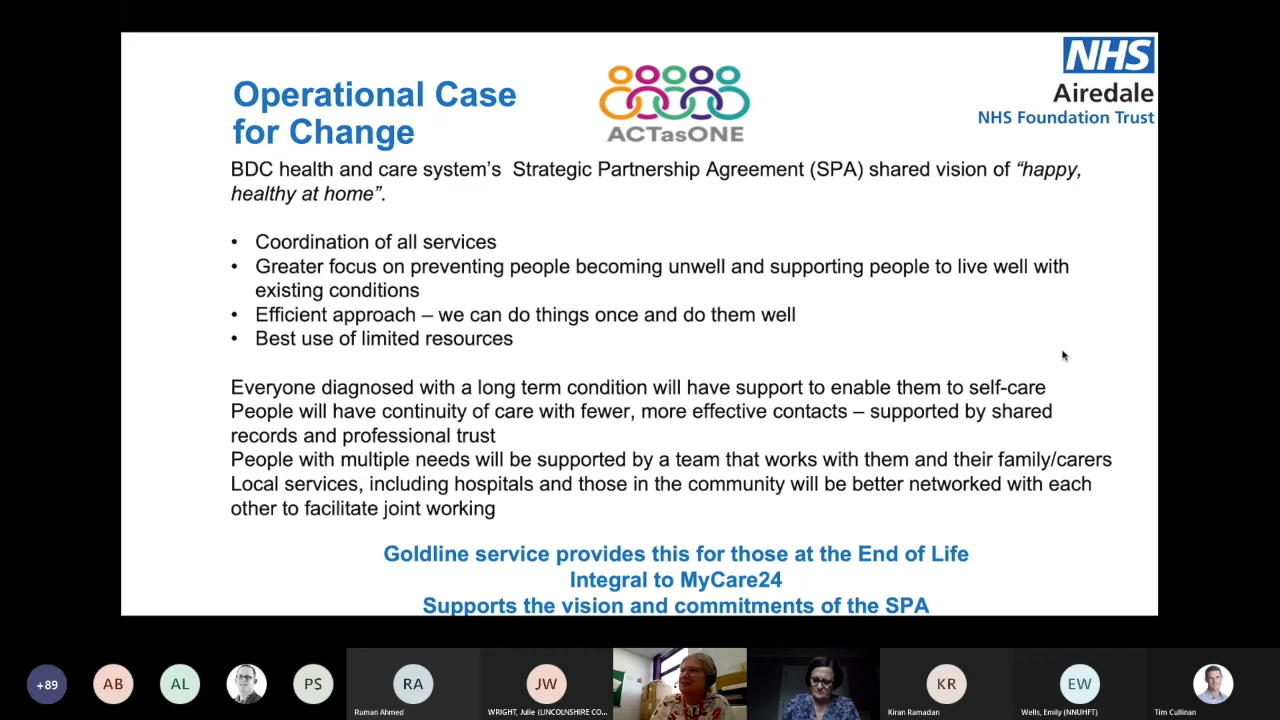 NHS
Airedale
NHS Foundation Trust
Operational Case
for Change
ACTasONE
BDC health and care system's  Strategic Partnership Agreement (SPA) shared vision of "happy,
healthy at home".
• Coordination of all services
• Greater focus on preventing people becoming unwell and supporting people to live well with
existing conditions
• Efficient approach – we can do things once and do them well
• Best use of limited resources
Everyone diagnosed with a long term condition will have support to enable them to self-care
People will have continuity of care with fewer, more effective contacts – supported by shared
records and professional trust
People with multiple needs will be supported by a team that works with them and their family/carers
Local services, including hospitals and those in the community will be better networked with each
other to facilitate joint working
Goldline service provides this for those at the End of Life
Integral to MyCare24
Supports the vision and commitments of the SPA
+89 AB AL PS RA JW KR EW
Ruman Ahmed WRIGHT, Julie (LINCOLNSHIRE CO... Kiran Ramadan Wells, Emily (NNUHFT) Tim Cullinan